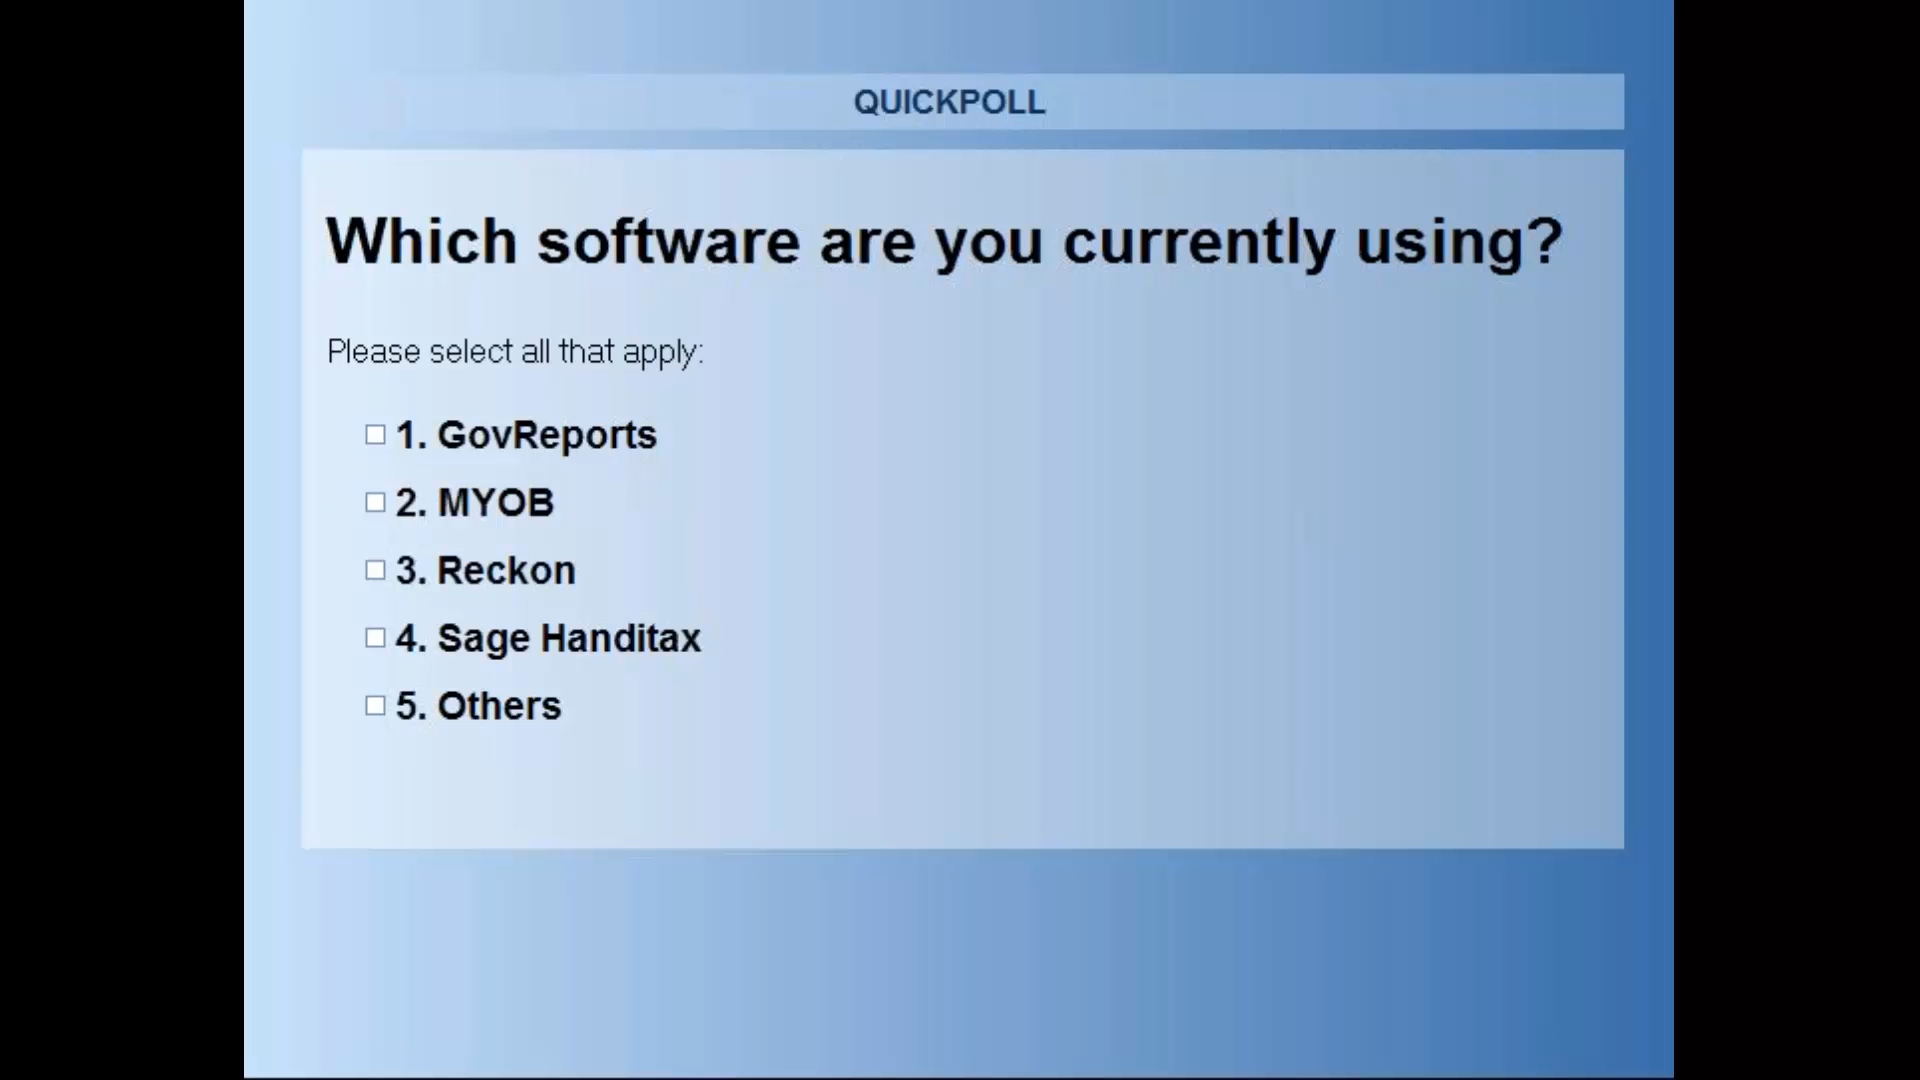 QUICKPOLL
Which software are you currently using?
Please select all that apply:
1. GovReports
2. MYOB
3. Reckon
4. Sage Handitax
5. Others